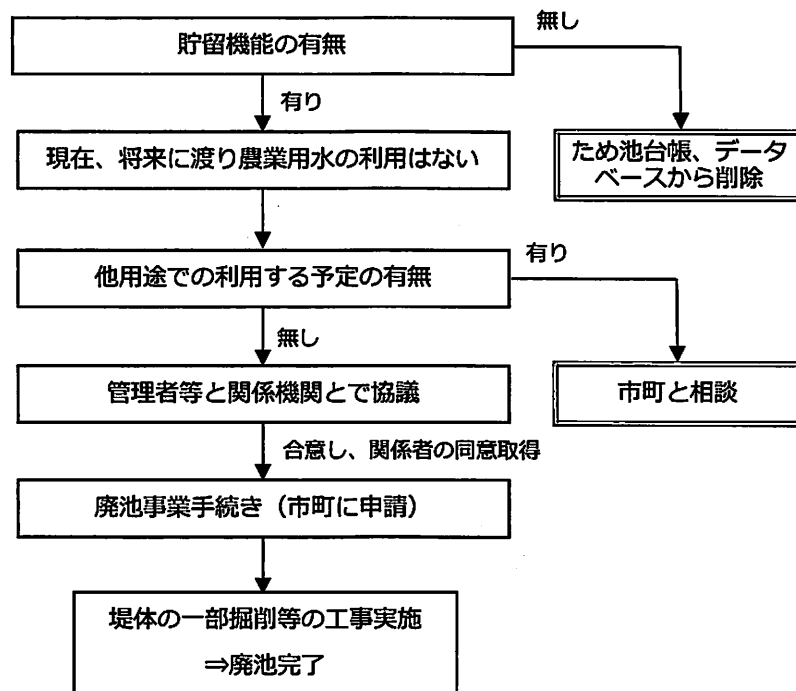 貯留機能の有無
無し
有り
現在、将来に渡り農業用水の利用はない
ため池台帳、データ
ベースから削除
他用途での利用する予定の有無
有り
無し
管理者等と関係機関とで協議
市町と相談
合意し、関係者の同意取得
廃池事業手続き（市町に申請）
堤体の一部掘削等の工事実施
⇒廃池完了